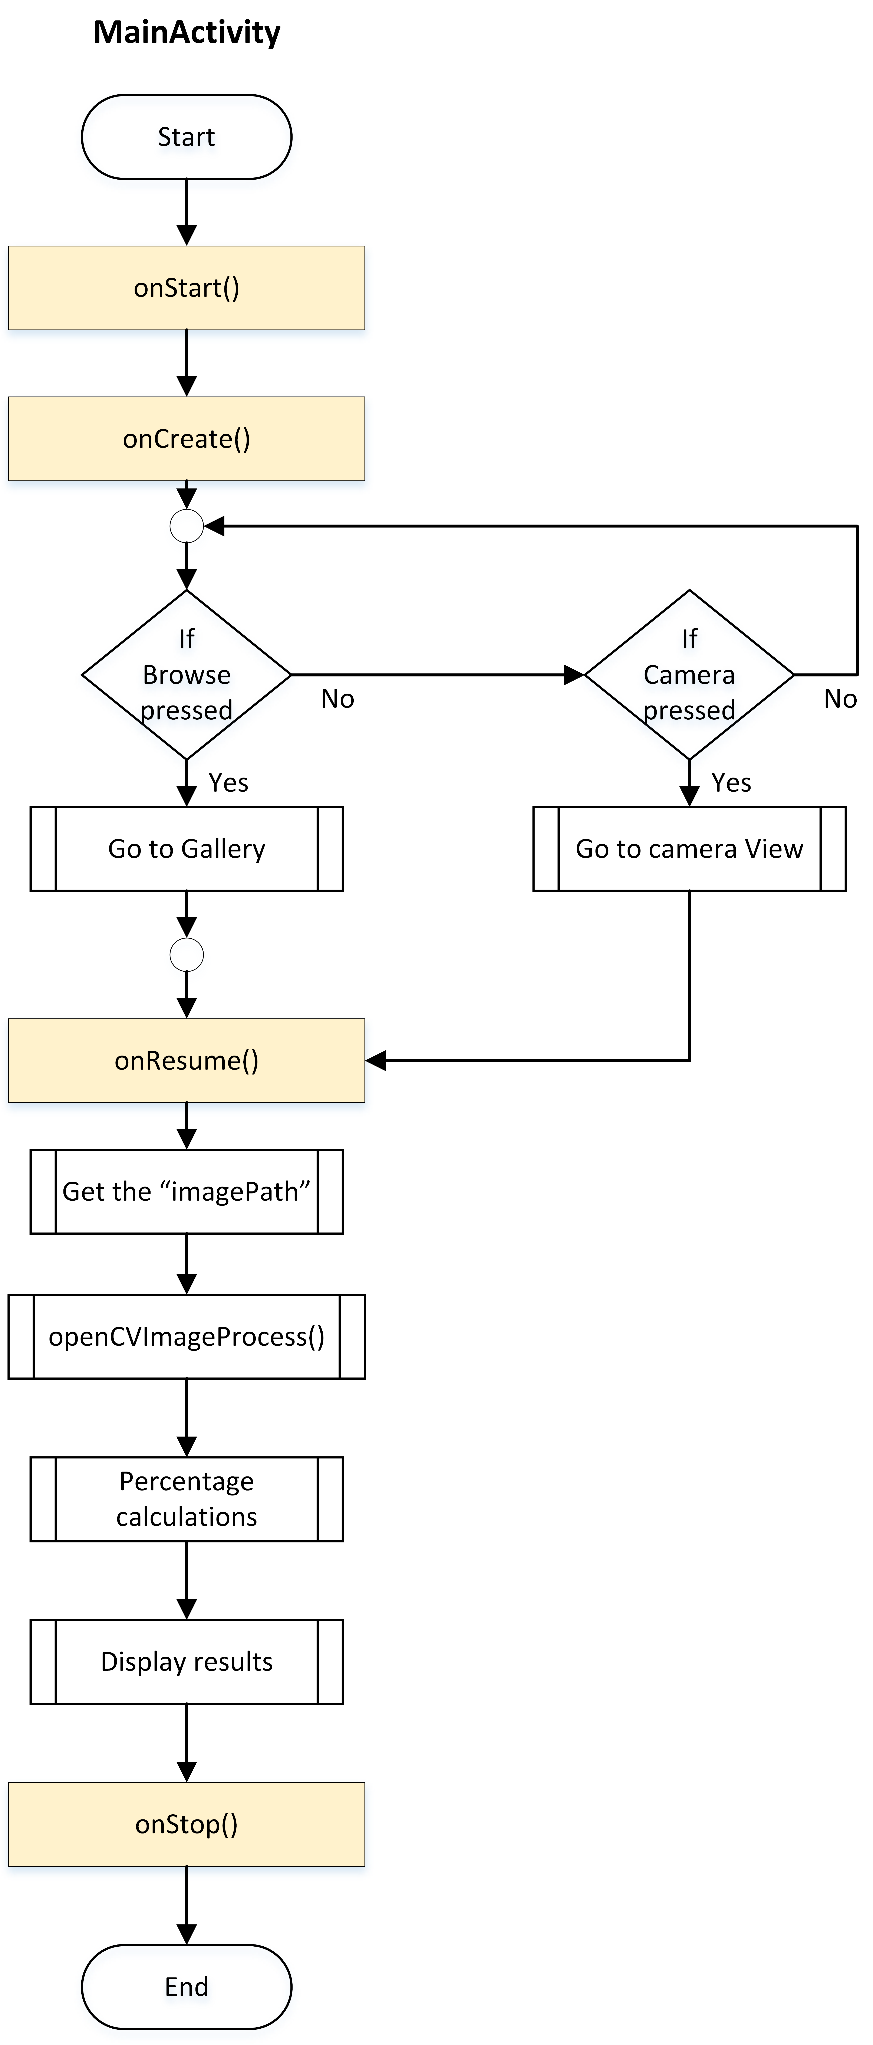 MainActivity
Start
onStart()
onCreate()
If
Browse
pressed
No
If
Camera
pressed
No
Yes
Yes
Go to Gallery
Go to camera View
onResume()
Get the “imagePath”
openCVImageProcess()
Percentage
calculations
Display results
onStop()
End